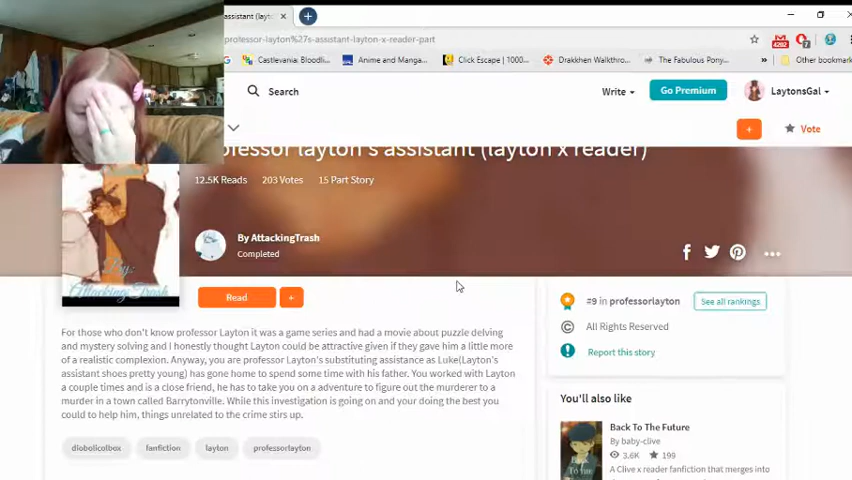 assistant (layt
professor-layton%27s-assistant-layton-x-reader-part
4282
7
Castlevania: Bloodli... Anime and Manga... Click Escape | 1000... Drakkhen Walkthro... The Fabulous Pony... » Other bookmark
Search Write Go Premium LaytonsGal
+ Vote
ofessor layton's assistant (layton x reader)
12.5K Reads 203 Votes 15 Part Story
By AttackingTrash
Completed
By:
AttackingTrash
Read +
#9 in professorlayton See all rankings
All Rights Reserved
Report this story
For those who don't know professor Layton it was a game series and had a movie about puzzle delving
and mystery solving and I honestly thought Layton could be attractive given if they gave him a little more
of a realistic complexion. Anyway, you are professor Layton's substituting assistance as Luke(Layton's
assistant shoes pretty young) has gone home to spend some time with his father. You worked with Layton
a couple times and is a close friend, he has to take you on a adventure to figure out the murderer to a
murder in a town called Barrytonville. While this investigation is going on and your doing the best you
could to help him, things unrelated to the crime stirs up.
diobolicolbox fanfiction layton professorlayton
You'll also like
Back To The Future
By baby-clive
3.6K 199
A Clive x reader fanfiction that merges into